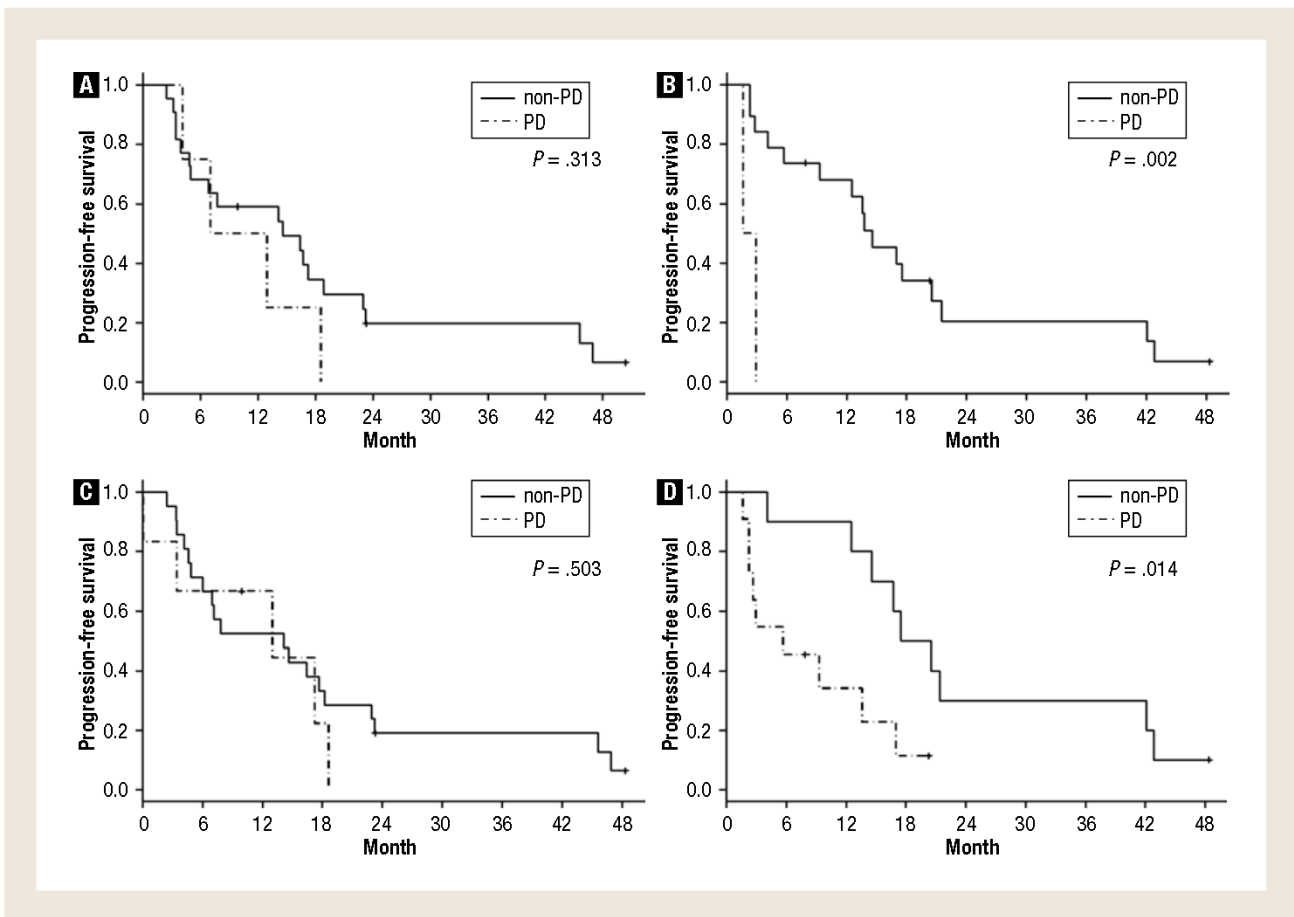 A
Progression-free survival
1.0
0.8
0.6
0.4
0.2
0.0
non-PD
PD
P = .313
0 6 12 18 24 30 36 42 48
Month
B
Progression-free survival
1.0
0.8
0.6
0.4
0.2
0.0
non-PD
PD
P = .002
0 6 12 18 24 30 36 42 48
Month
C
Progression-free survival
1.0
0.8
0.6
0.4
0.2
0.0
non-PD
PD
P = .503
0 6 12 18 24 30 36 42 48
Month
D
Progression-free survival
1.0
0.8
0.6
0.4
0.2
0.0
non-PD
PD
P = .014
0 6 12 18 24 30 36 42 48
Month